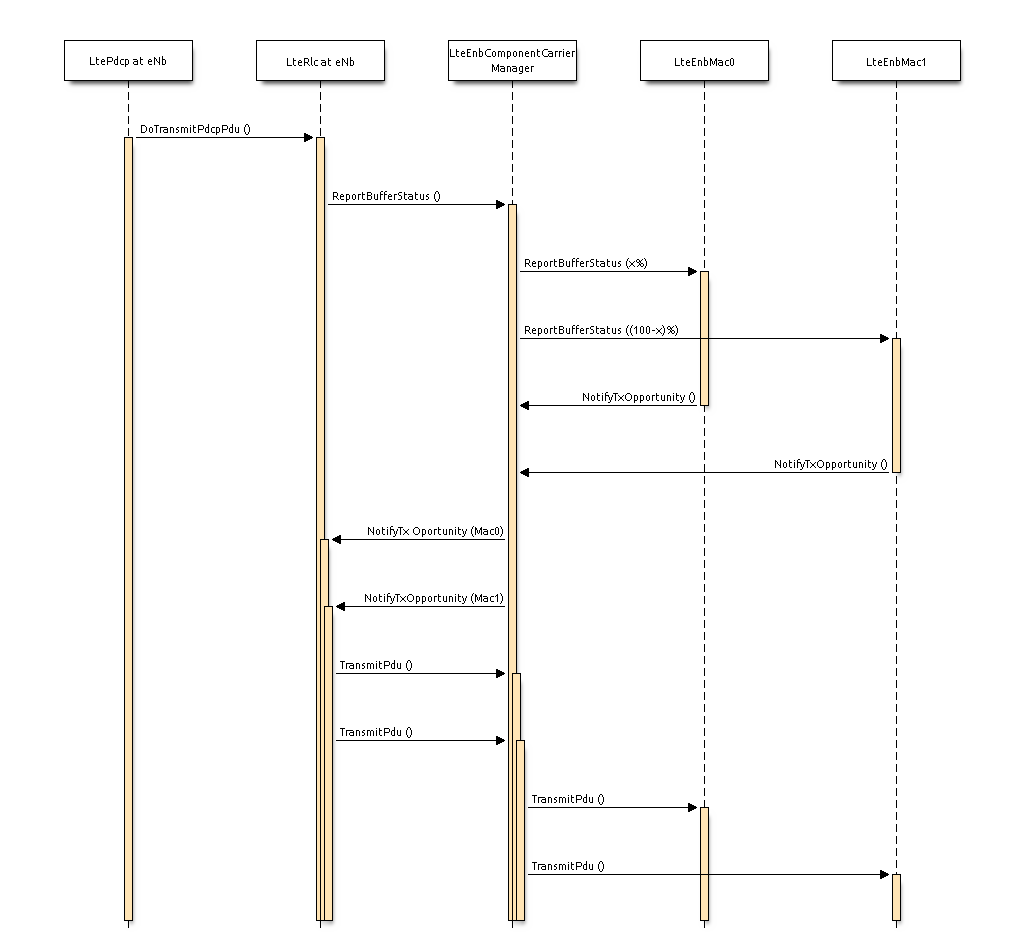 LtePdcp at eNb
LteRlc at eNb
LteEnbComponentCarrier
Manager
LteEnbMac0
LteEnbMac1
DoTransmitPdcpPdu ()
ReportBufferStatus ()
ReportBufferStatus (x%)
ReportBufferStatus ((100-x)%)
NotifyTxOpportunity ()
NotifyTxOpportunity ()
NotifyTx Oportunity (Mac0)
NotifyTxOpportunity (Mac1)
TransmitPdu ()
TransmitPdu ()
TransmitPdu ()
TransmitPdu ()